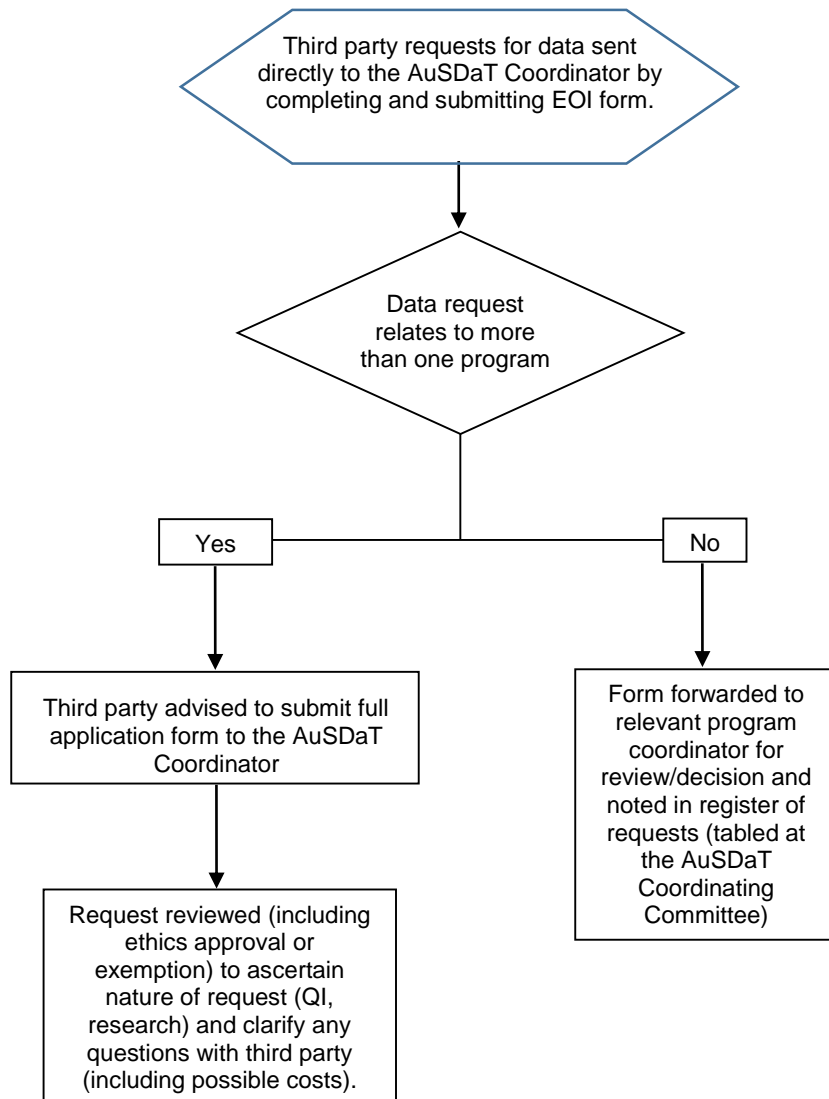 Third party requests for data sent
directly to the AuSDaT Coordinator by
completing and submitting EOI form.
Data request
relates to more
than one program
Yes
No
Third party advised to submit full
application form to the AuSDaT
Coordinator
Form forwarded to
relevant program
coordinator for
review/decision and
noted in register of
requests (tabled at
the AuSDaT
Coordinating
Committee)
Request reviewed (including
ethics approval or
exemption) to ascertain
nature of request (QI,
research) and clarify any
questions with third party
(including possible costs).